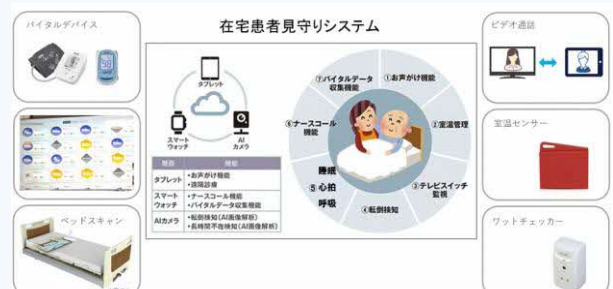 在宅患者見守りシステム
バイタルデバイス
ベッドスキャン
タブレット
スマート
ウォッチ
AI
カメラ
機器
機能
タブレット
•お声がけ機能
•遠隔診療
スマート
ウォッチ
•ナースコール機能
•バイタルデータ収集機能
AIカメラ
•転倒検知(AI画像解析)
•長時間不在検知(AI画像解析)
①お声がけ機能
②室温管理
③テレビスイッチ
監視
④転倒検知
睡眠
⑤心拍
呼吸
⑥ナースコール
機能
⑦バイタルデータ
収集機能
ビデオ通話
室温センサー
ワットチェッカー